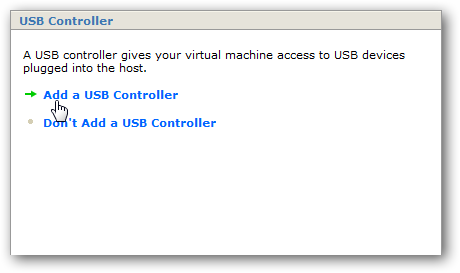 USB Controller
A USB controller gives your virtual machine access to USB devices
plugged into the host.
Add a USB Controller
Don't Add a USB Controller